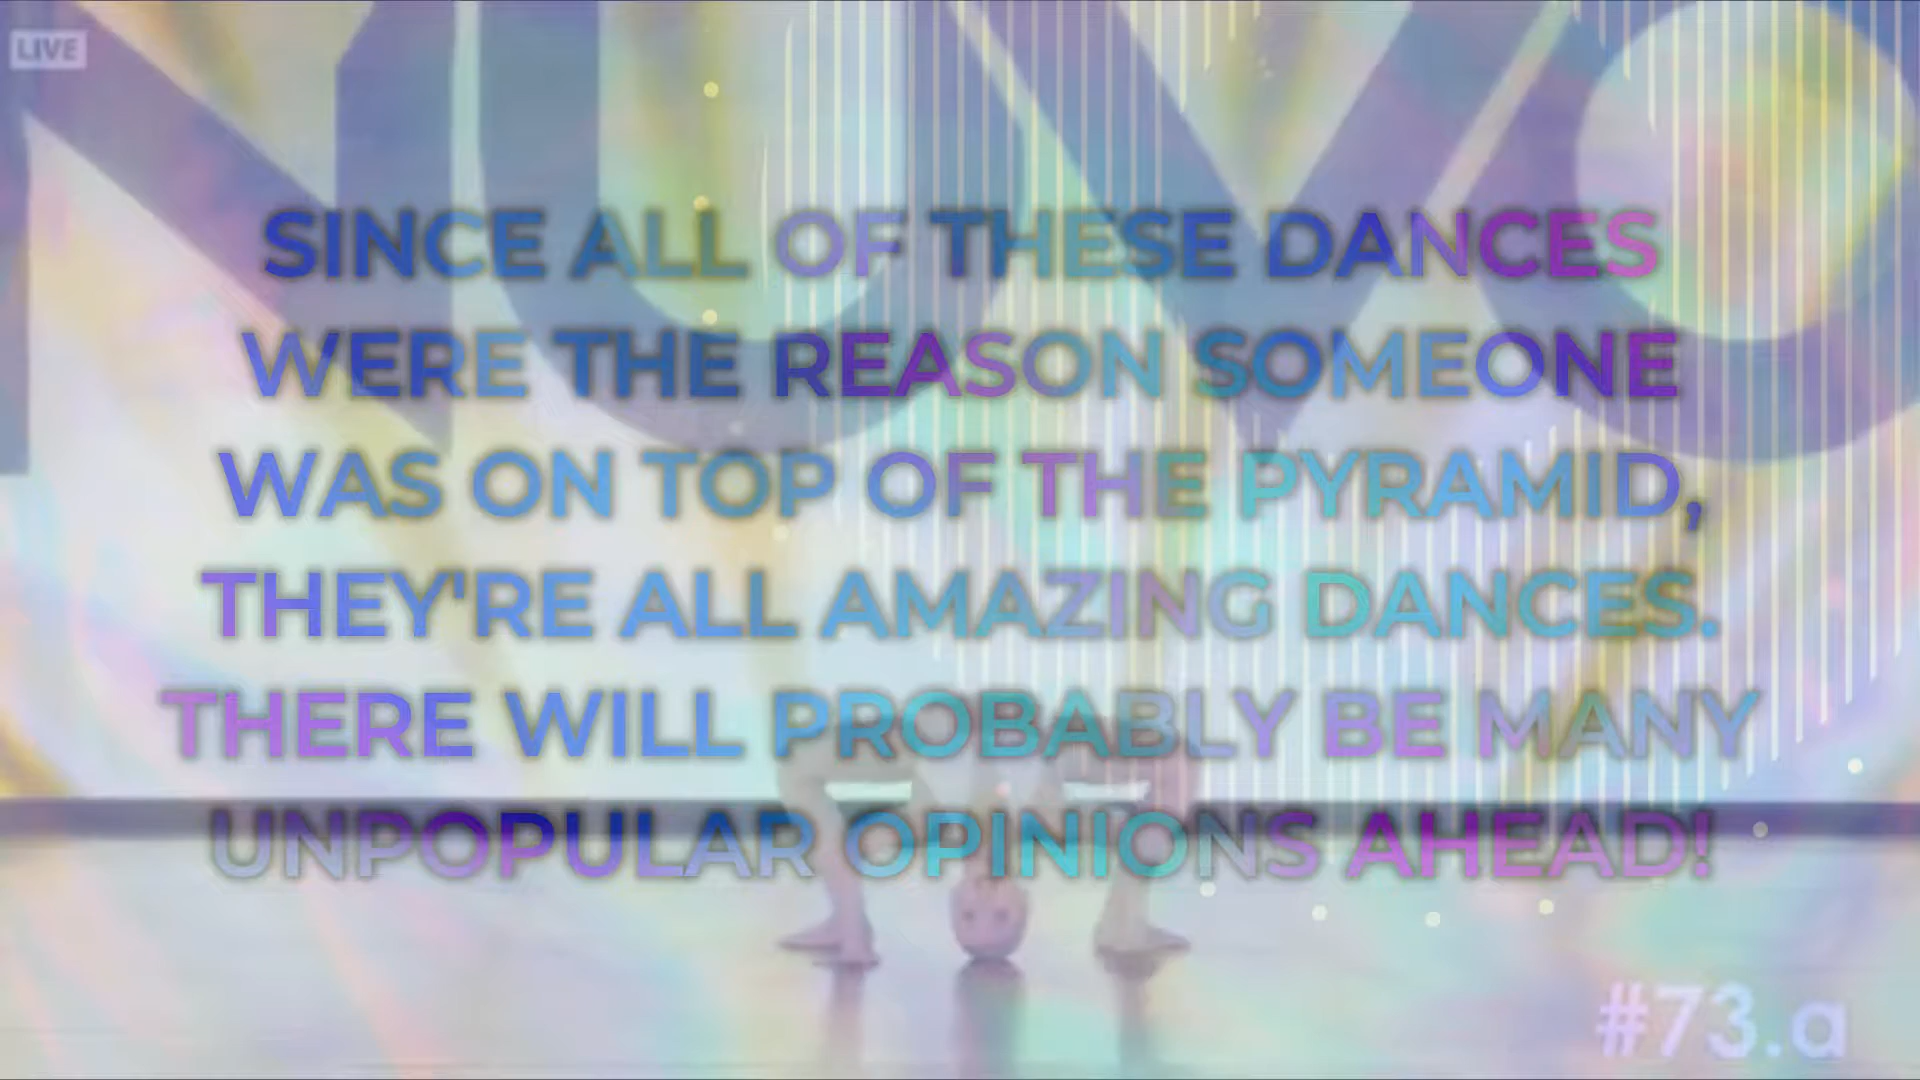 LIVE
NUVO
SINCE ALL OF THESE DANCES
WERE THE REASON SOMEONE
WAS ON TOP OF THE PYRAMID,
THEY'RE ALL AMAZING DANCES.
THERE WILL PROBABLY BE MANY
UNPOPULAR OPINIONS AHEAD!
#73.a